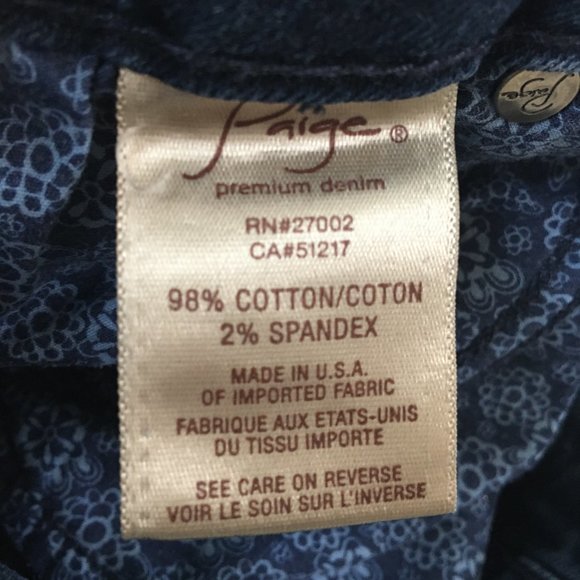 Paige®
premium denim
RN#27002
CA#51217
98% COTTON/COTON
2% SPANDEX
MADE IN U.S.A.
OF IMPORTED FABRIC
FABRIQUE AUX ETATS-UNIS
DU TISSU IMPORTE
SEE CARE ON REVERSE
VOIR LE SOIN SUR L'INVERSE
Paige